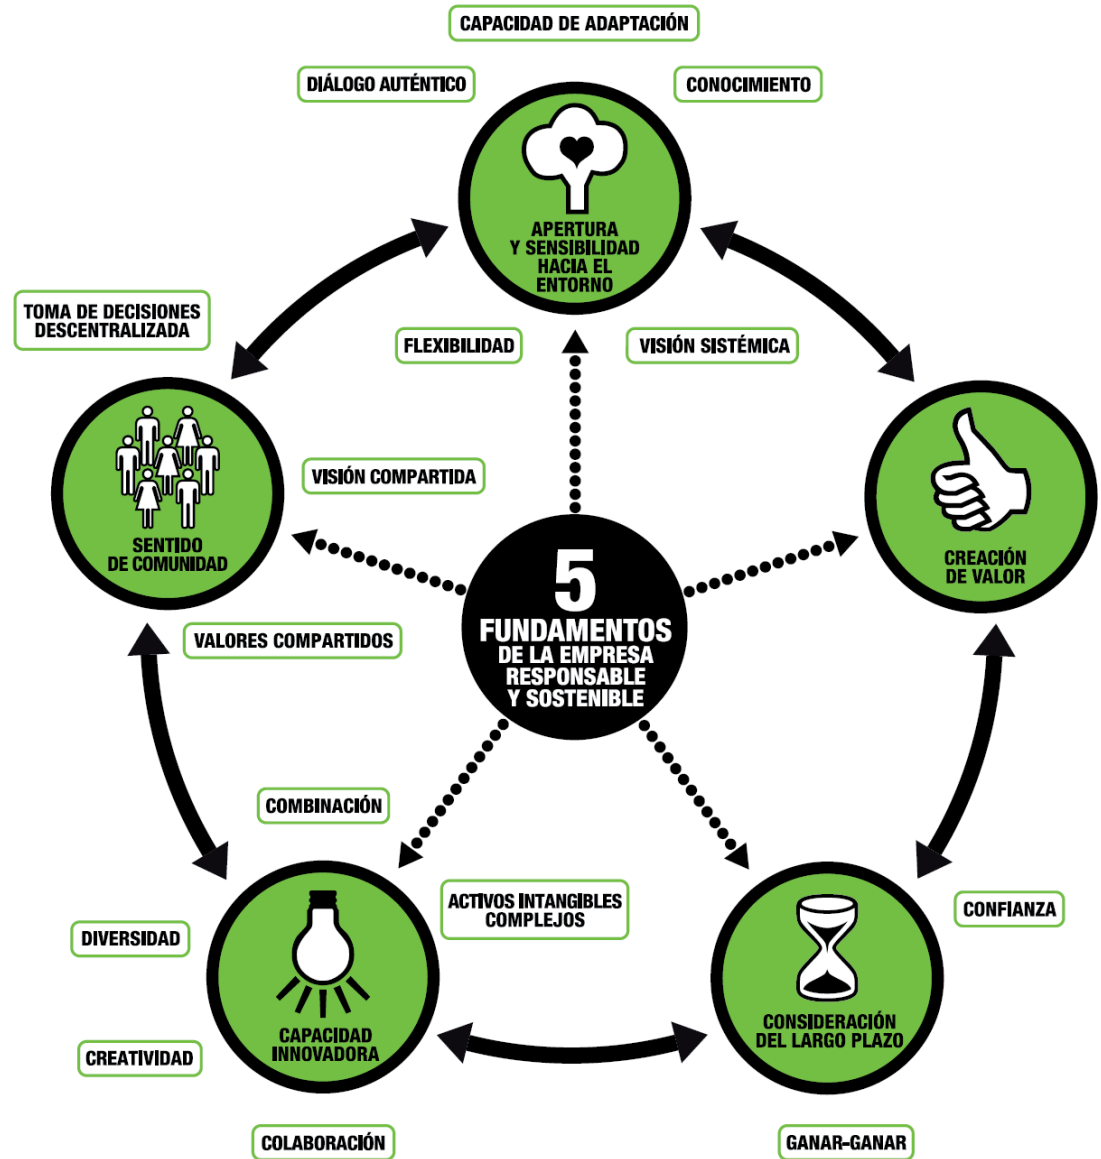 CAPACIDAD DE ADAPTACIÓN
DIÁLOGO AUTÉNTICO
CONOCIMIENTO
APERTURA
Y SENSIBILIDAD
HACIA EL
ENTORNO
TOMA DE DECISIONES
DESCENTRALIZADA
FLEXIBILIDAD
VISIÓN SISTÉMICA
VISIÓN COMPARTIDA
SENTIDO
DE COMUNIDAD
CREACIÓN
DE VALOR
5
FUNDAMENTOS
DE LA EMPRESA
RESPONSABLE
Y SOSTENIBLE
VALORES COMPARTIDOS
COMBINACIÓN
ACTIVOS INTANGIBLES
COMPLEJOS
CONFIANZA
DIVERSIDAD
CAPACIDAD
INNOVADORA
CONSIDERACIÓN
DEL LARGO PLAZO
CREATIVIDAD
COLABORACIÓN
GANAR-GANAR